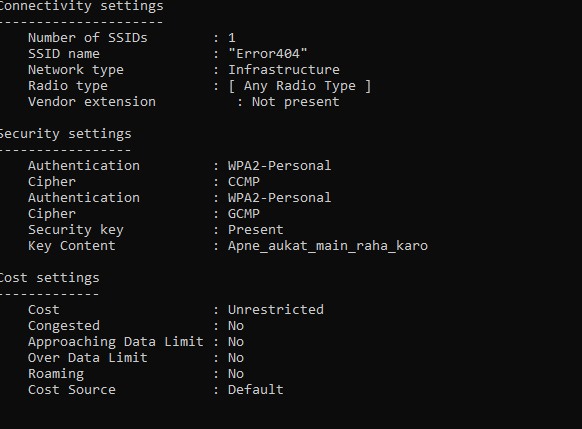 Connectivity settings
---------------------
    Number of SSIDs        : 1
    SSID name              : "Error404"
    Network type           : Infrastructure
    Radio type             : [ Any Radio Type ]
    Vendor extension          : Not present

Security settings
-----------------
    Authentication         : WPA2-Personal
    Cipher                 : CCMP
    Authentication         : WPA2-Personal
    Cipher                 : GCMP
    Security key           : Present
    Key Content            : Apne_aukat_main_raha_karo

Cost settings
-------------
    Cost                   : Unrestricted
    Congested              : No
    Approaching Data Limit : No
    Over Data Limit        : No
    Roaming                : No
    Cost Source            : Default